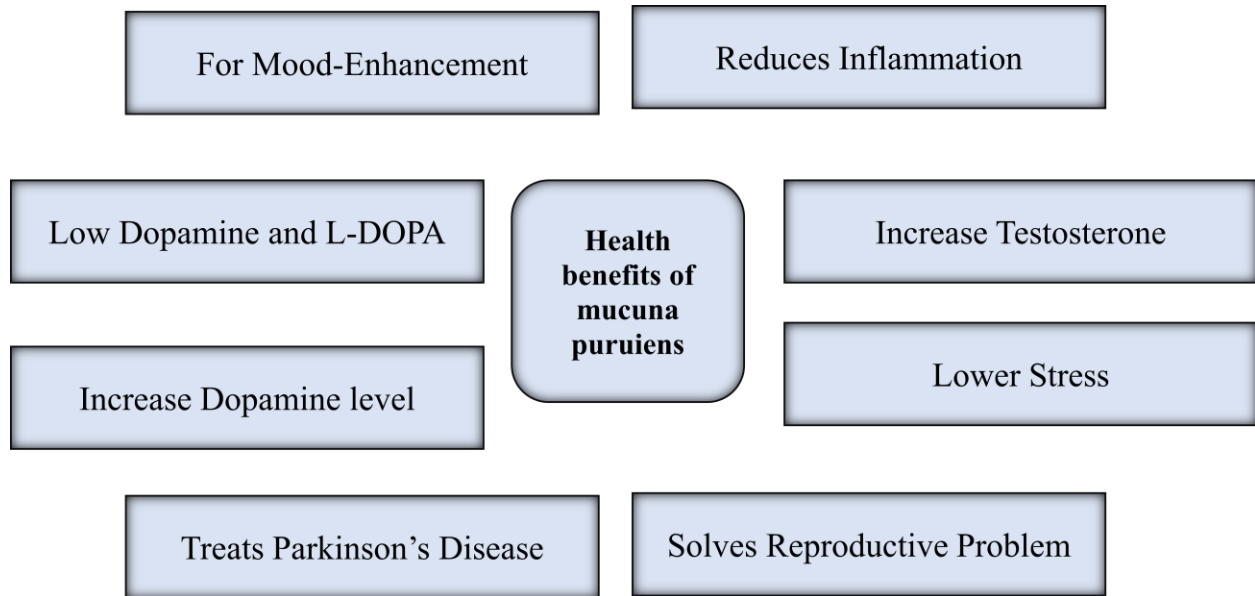 For Mood-Enhancement
Reduces Inflammation
Low Dopamine and L-DOPA
Health
benefits of
mucuna
puruiens
Increase Testosterone
Increase Dopamine level
Lower Stress
Treats Parkinson’s Disease
Solves Reproductive Problem